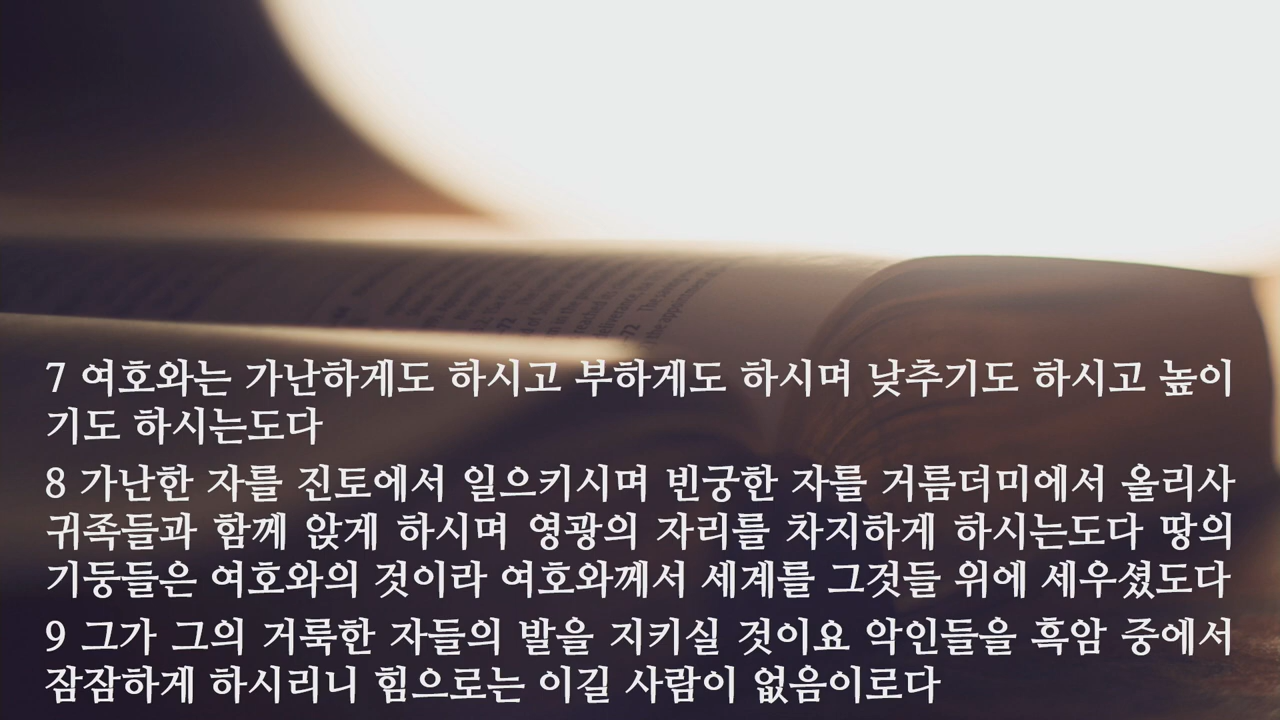 7 여호와는 가난하게도 하시고 부하게도 하시며 낮추기도 하시고 높이
기도 하시는도다
8 가난한 자를 진토에서 일으키시며 빈궁한 자를 거름더미에서 올리사
귀족들과 함께 앉게 하시며 영광의 자리를 차지하게 하시는도다 땅의
기둥들은 여호와의 것이라 여호와께서 세계를 그것들 위에 세우셨도다
9 그가 그의 거룩한 자들의 발을 지키실 것이요 악인들을 흑암 중에서
잠잠하게 하시리니 힘으로는 이길 사람이 없음이로다